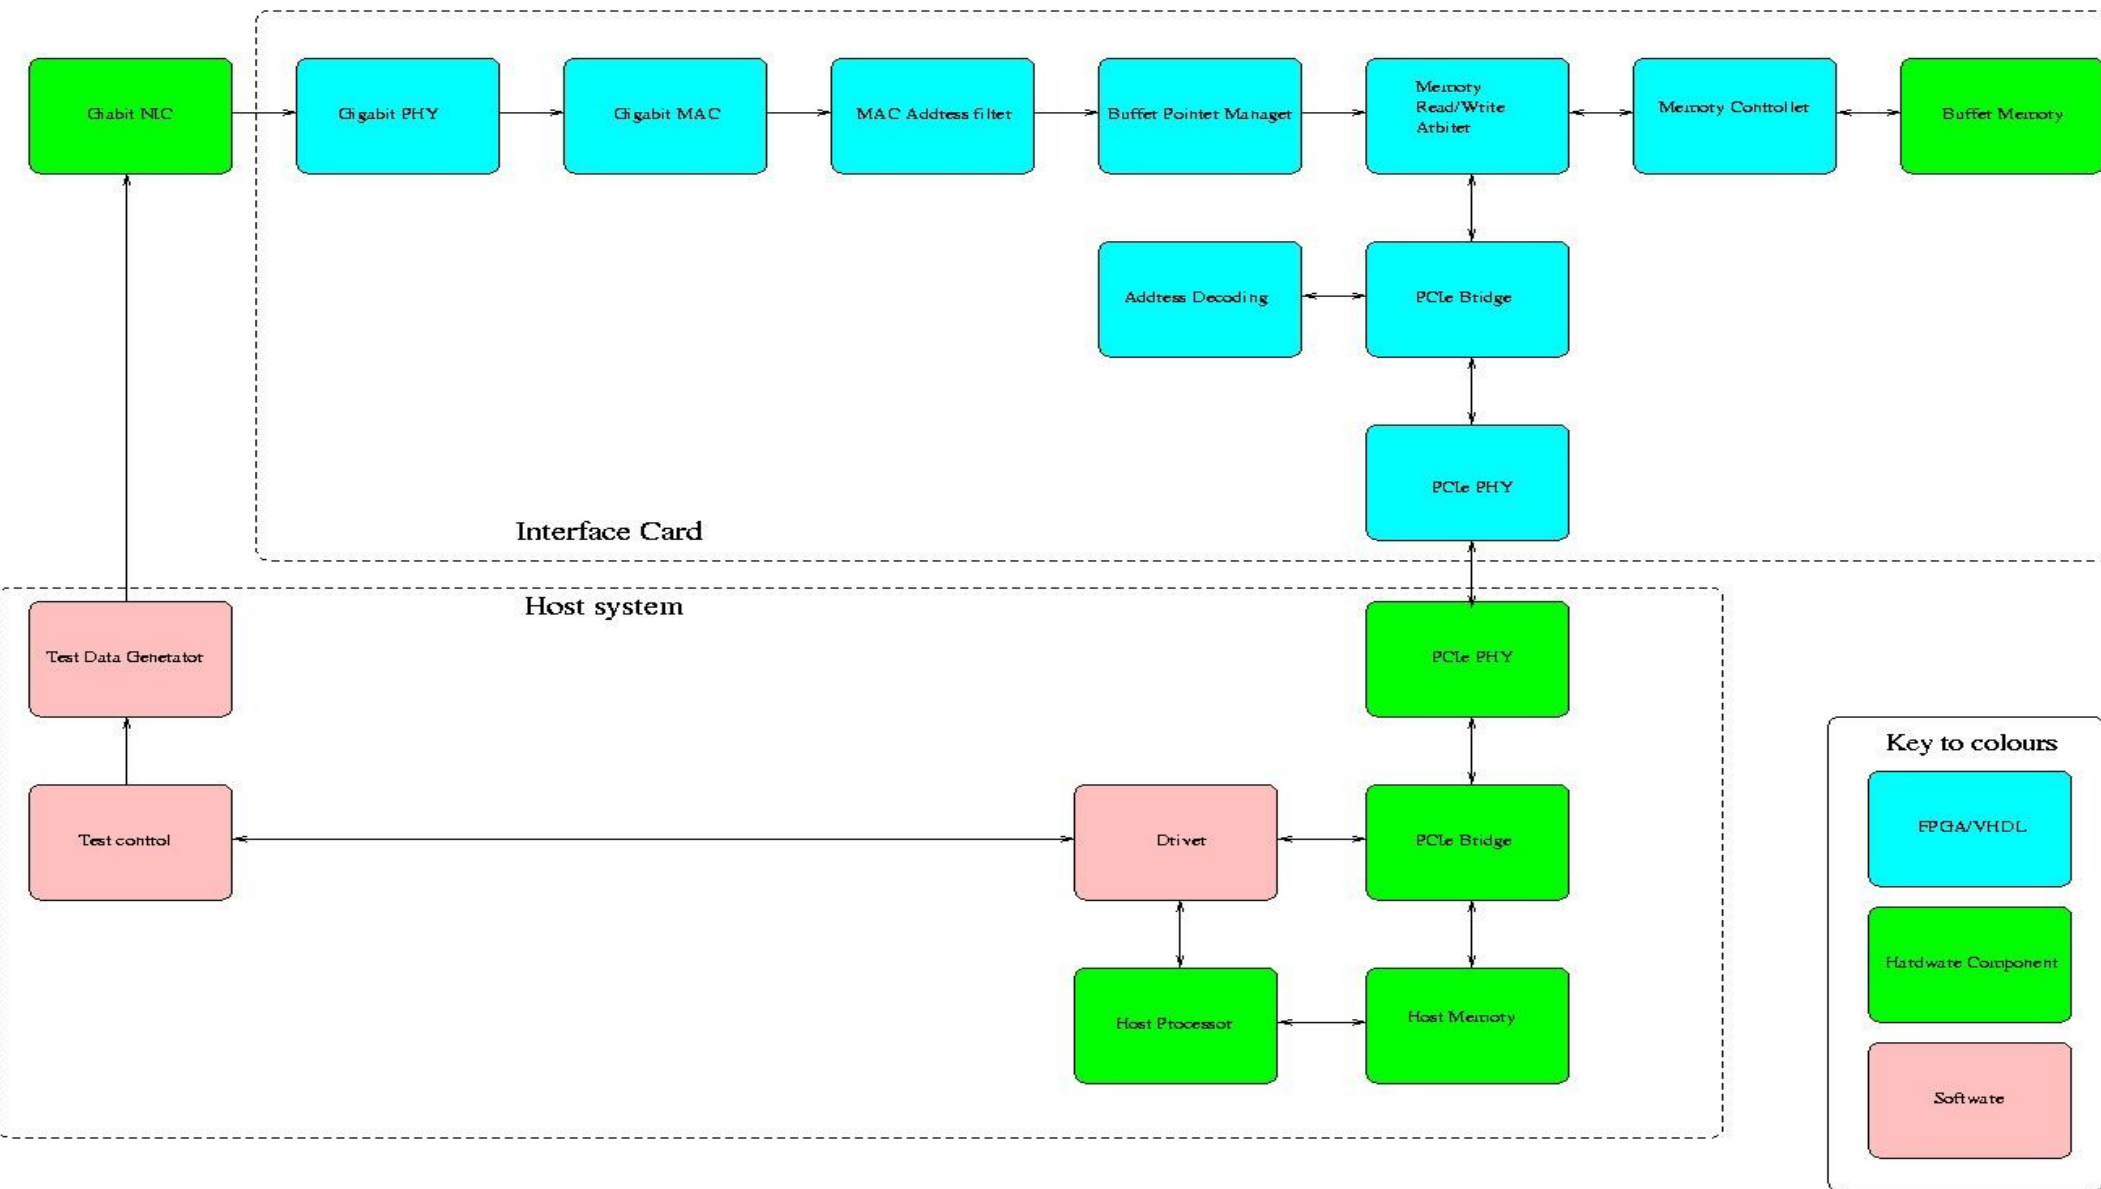 Giabit NIC
Gigabit PHY
Gigabit MAC
MAC Address filter
Buffer Pointer Manager
Memory
Read/Write
Arbiter
Memory Controller
Buffer Memory
Address Decoding
PCIe Bridge
PCIe PHY
Interface Card
Host system
Test Data Generator
PCIe PHY
Test control
Driver
PCIe Bridge
Host Processor
Host Memory
Key to colours
FPGA/VHDL
Hardware Component
Software